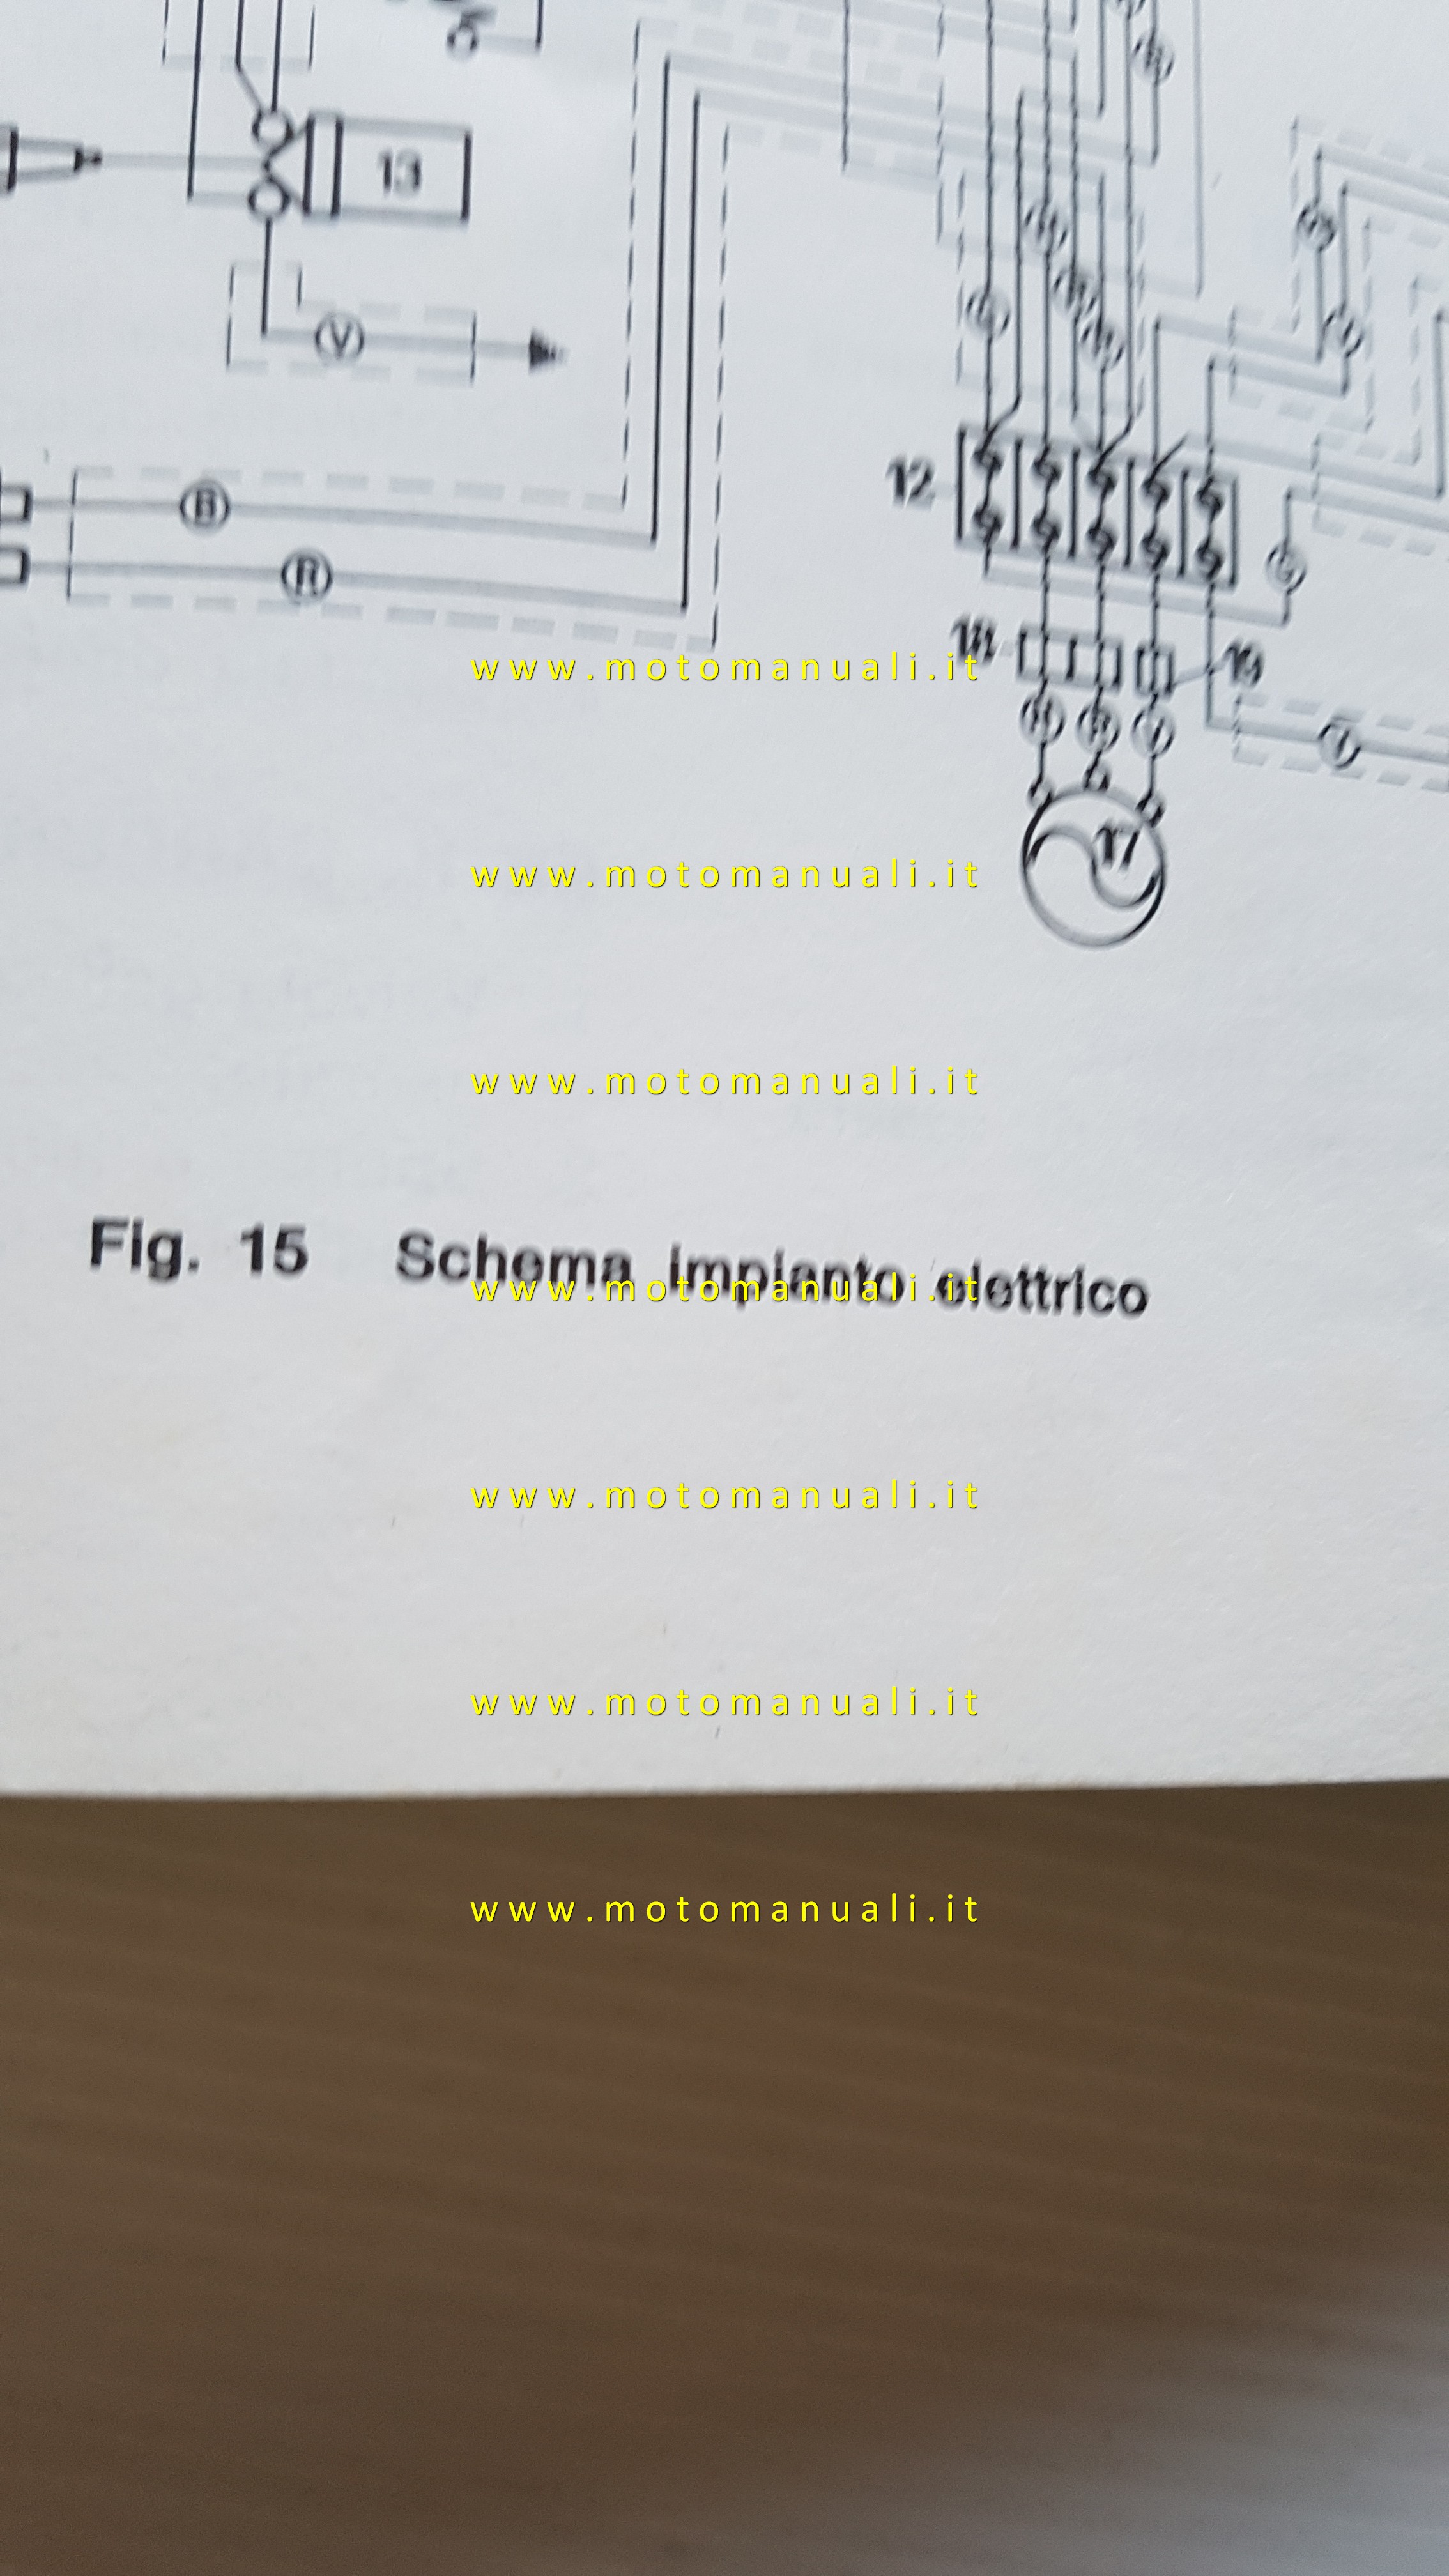 5
13
V
12
B
R
18
19
www.motomanuali.it
17
www.motomanuali.it
www.motomanuali.it
Fig. 15 Schema impianto elettrico
www.motomanuali.it
www.motomanuali.it
www.motomanuali.it
www.motomanuali.it